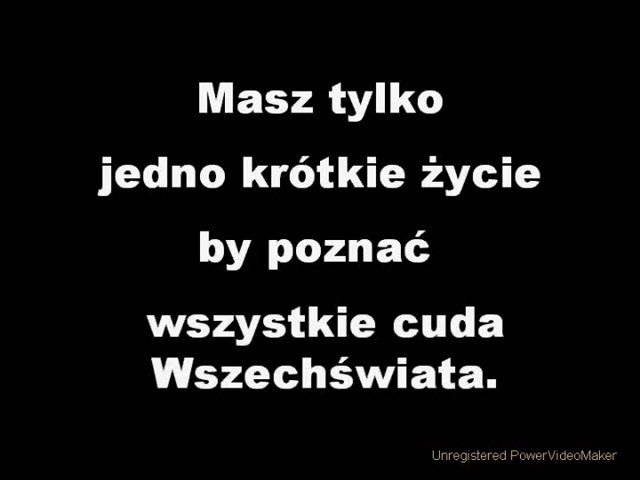 Masz tylko
jedno krótkie życie
by poznać
wszystkie cuda
Wszechświata.
Unregistered PowerVideoMaker